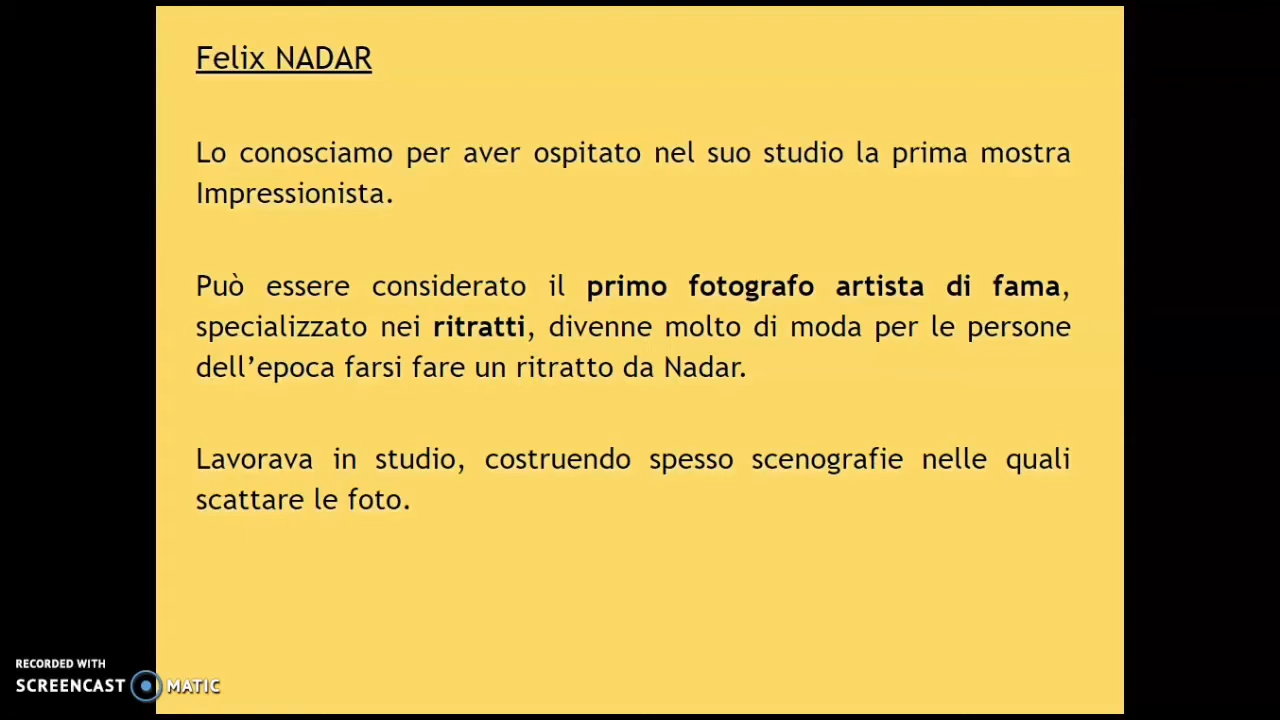 Felix NADAR
Lo conosciamo per aver ospitato nel suo studio la prima mostra
Impressionista.
Può essere considerato il primo fotografo artista di fama,
specializzato nei ritratti, divenne molto di moda per le persone
dell’epoca farsi fare un ritratto da Nadar.
Lavorava in studio, costruendo spesso scenografie nelle quali
scattare le foto.
RECORDED WITH
SCREENCAST MATIC